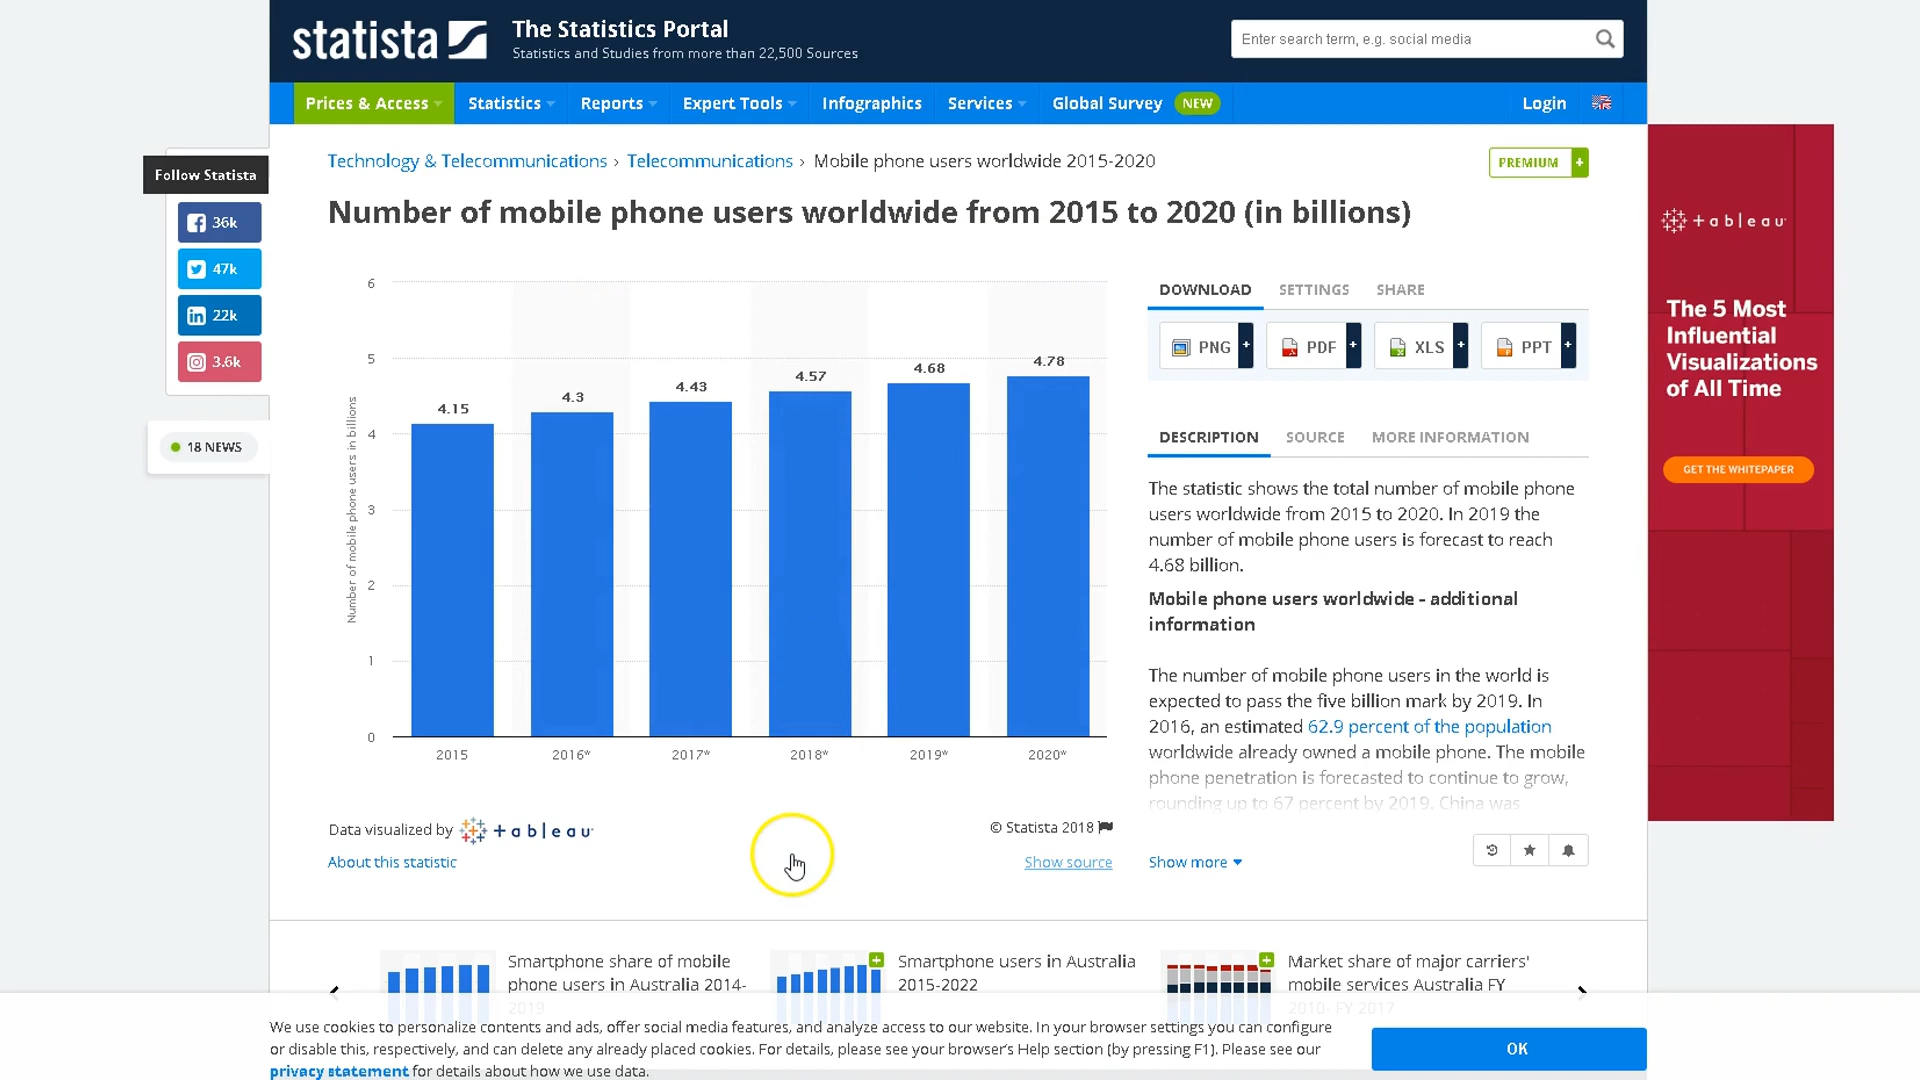 statista
The Statistics Portal
Statistics and Studies from more than 22,500 Sources
Enter search term, e.g. social media
Prices & Access
Statistics
Reports
Expert Tools
Infographics
Services
Global Survey
NEW
Login
Follow Statista
36k
47k
22k
3.6k
18 NEWS
Technology & Telecommunications › Telecommunications › Mobile phone users worldwide 2015-2020
PREMIUM +
Number of mobile phone users worldwide from 2015 to 2020 (in billions)
Number of mobile phone users in billions
6
5
4
3
2
1
0
4.15
4.3
4.43
4.57
4.68
4.78
2015
2016*
2017*
2018*
2019*
2020*
Data visualized by +ableau
© Statista 2018
About this statistic
Show source
DOWNLOAD
SETTINGS
SHARE
PNG +
PDF +
XLS +
PPT +
DESCRIPTION
SOURCE
MORE INFORMATION
The statistic shows the total number of mobile phone
users worldwide from 2015 to 2020. In 2019 the
number of mobile phone users is forecast to reach
4.68 billion.
Mobile phone users worldwide - additional
information
The number of mobile phone users in the world is
expected to pass the five billion mark by 2019. In
2016, an estimated 62.9 percent of the population
worldwide already owned a mobile phone. The mobile
phone penetration is forecasted to continue to grow,
rounding up to 67 percent by 2019. China was
Show more
+ableau
The 5 Most
Influential
Visualizations
of All Time
GET THE WHITEPAPER
Smartphone share of mobile
phone users in Australia 2014-
2019
Smartphone users in Australia
2015-2022
Market share of major carriers'
mobile services Australia FY
2010- FY 2017
We use cookies to personalize contents and ads, offer social media features, and analyze access to our website. In your browser settings you can configure
or disable this, respectively, and can delete any already placed cookies. For details, please see your browser's Help section (by pressing F1). Please see our
privacy statement for details about how we use data.
OK